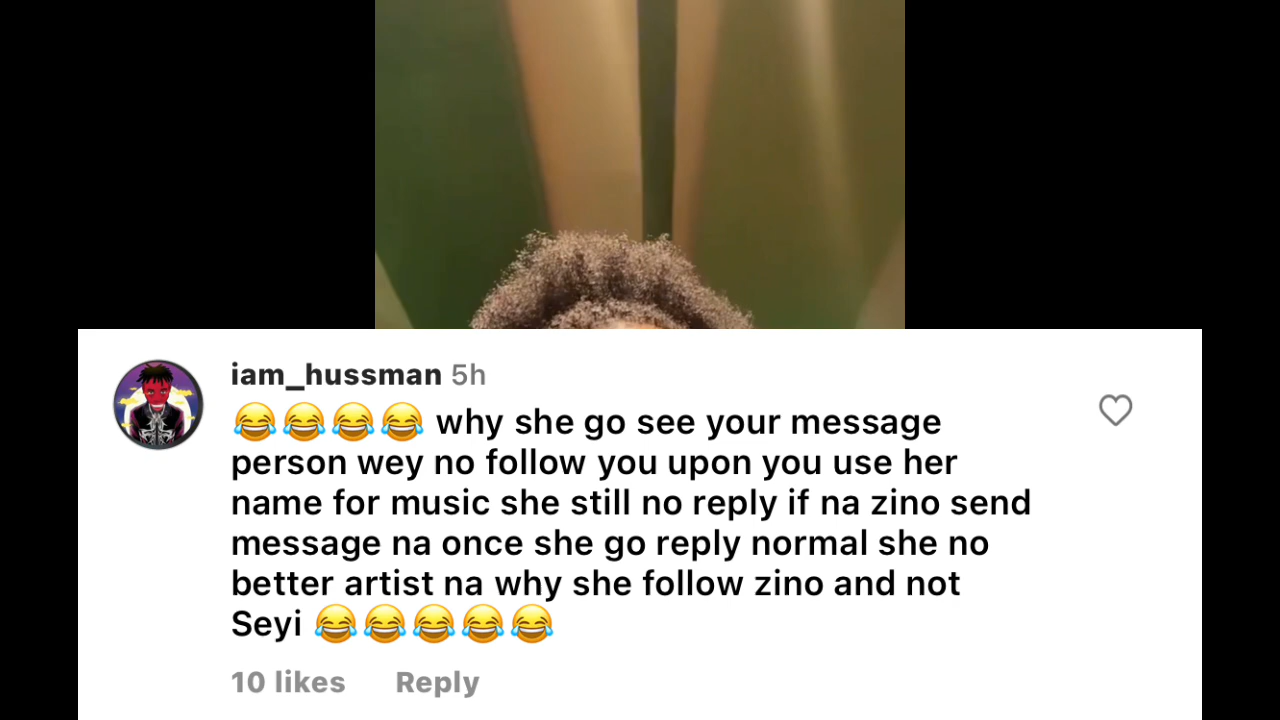 iam_hussman 5h
😂😂😂😂 why she go see your message
person wey no follow you upon you use her
name for music she still no reply if na zino send
message na once she go reply normal she no
better artist na why she follow zino and not
Seyi 😂😂😂😂😂
10 likes Reply